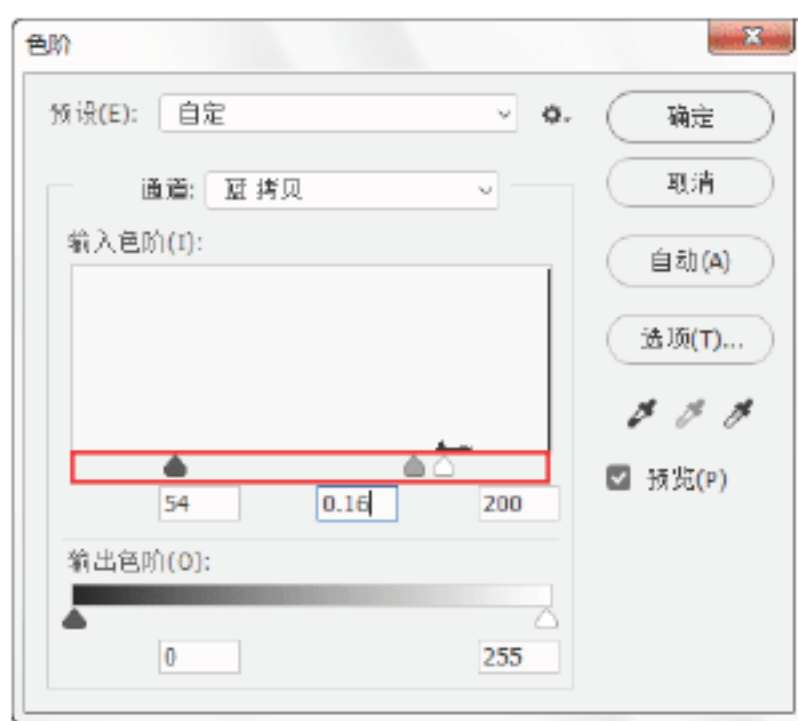 色阶
预设(E): 自定
确定
通道: 蓝 拷贝
取消
输入色阶(I):
自动(A)
选项(T)...
预览(P)
54 0.16 200
输出色阶(O):
0 255